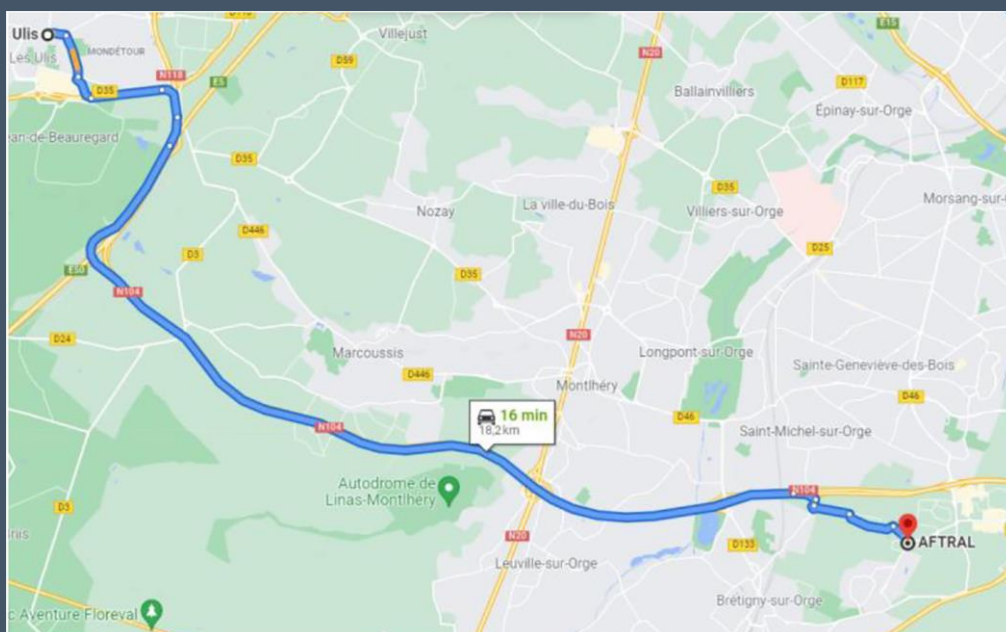 Ulis
Les Ulis
MONDÉTOUR
Villejust
D59
N20
E15
D117
Ballainvilliers
Épinay-sur-Orge
N118
E5
D35
ean-de-Beauregard
D35
D35
Nozay
La ville-du-Bois
Villiers-sur-Orge
Morsang-sur-O
D446
D3
D25
E50
D35
N104
D24
N20
Marcoussis
Longpont-sur-Orge
Sainte-Geneviève-des-Bois
D446
Montlhéry
D46
16 min
18,2 km
D46
N104
Saint-Michel-sur-Orge
Autodrome de
Linas-Montlhéry
N104
D3
N20
AFTRAL
D133
Leuville-sur-Orge
Brétigny-sur-Orge
c Aventure Floreval